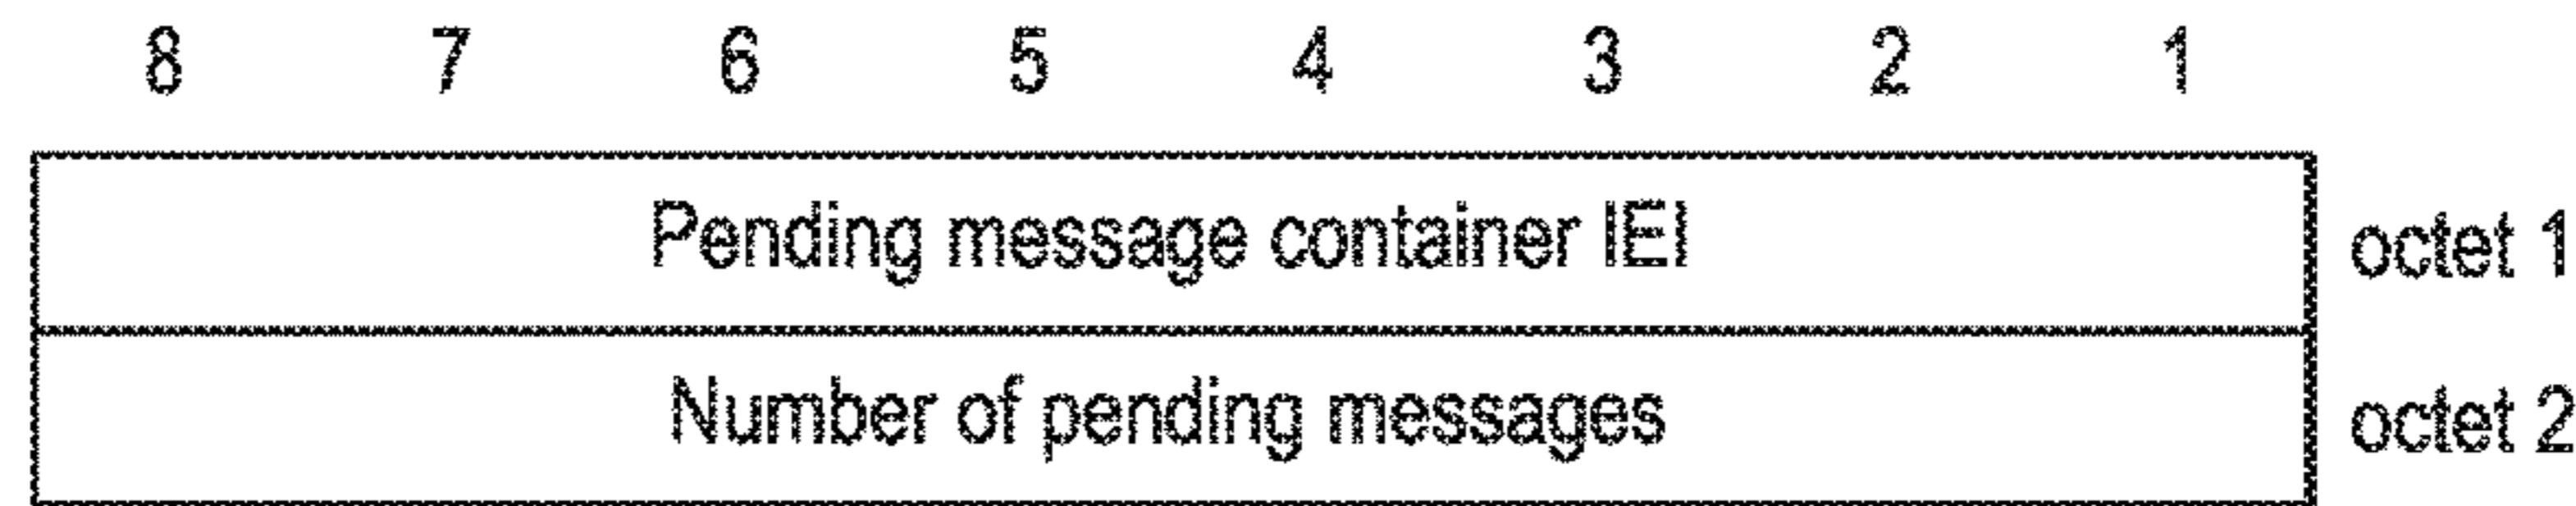 8 7 6 5 4 3 2 1
Pending message container IEI octet 1
Number of pending messages octet 2